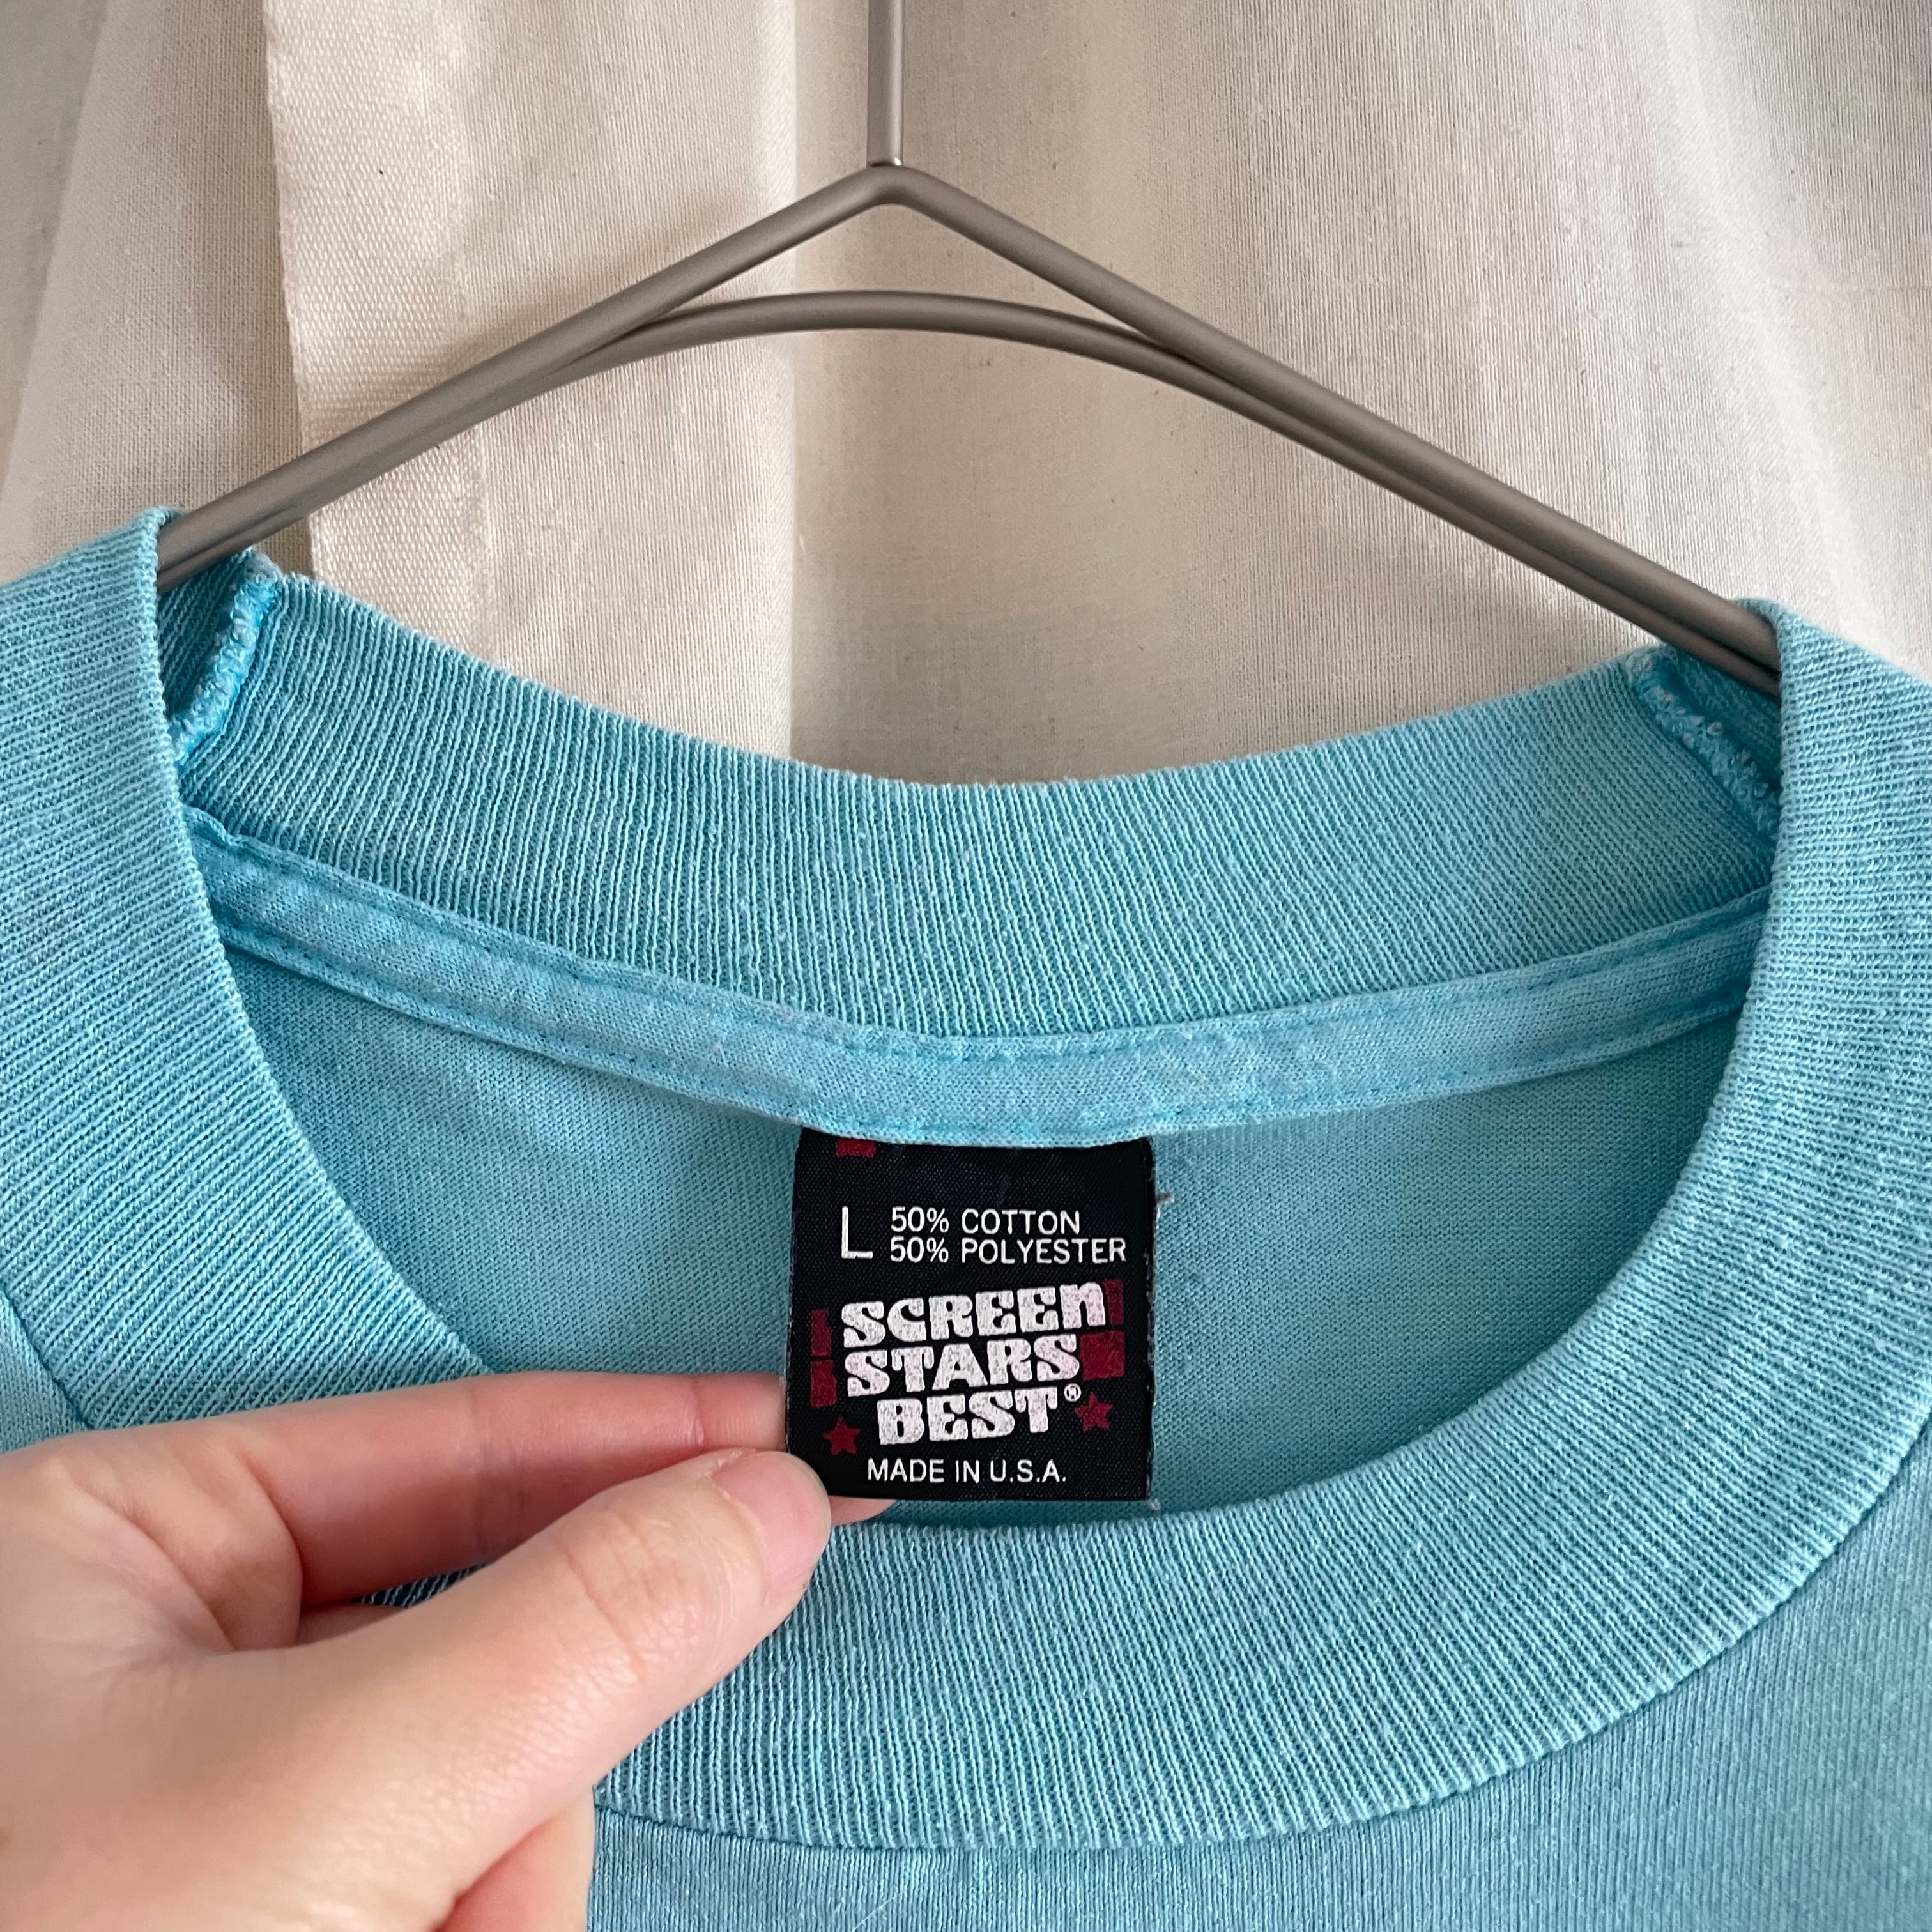 L 50% COTTON
50% POLYESTER
SCREEN
STARS
BEST®
MADE IN U.S.A.